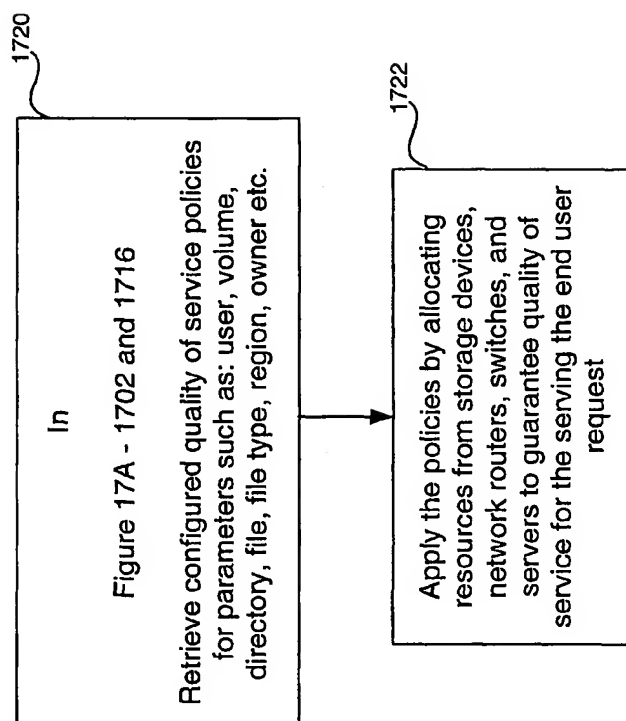 1720
In
Figure 17A - 1702 and 1716
Retrieve configured quality of service policies
for parameters such as: user, volume,
directory, file, file type, region, owner etc.
1722
Apply the policies by allocating
resources from storage devices,
network routers, switches, and
servers to guarantee quality of
service for the serving the end user
request